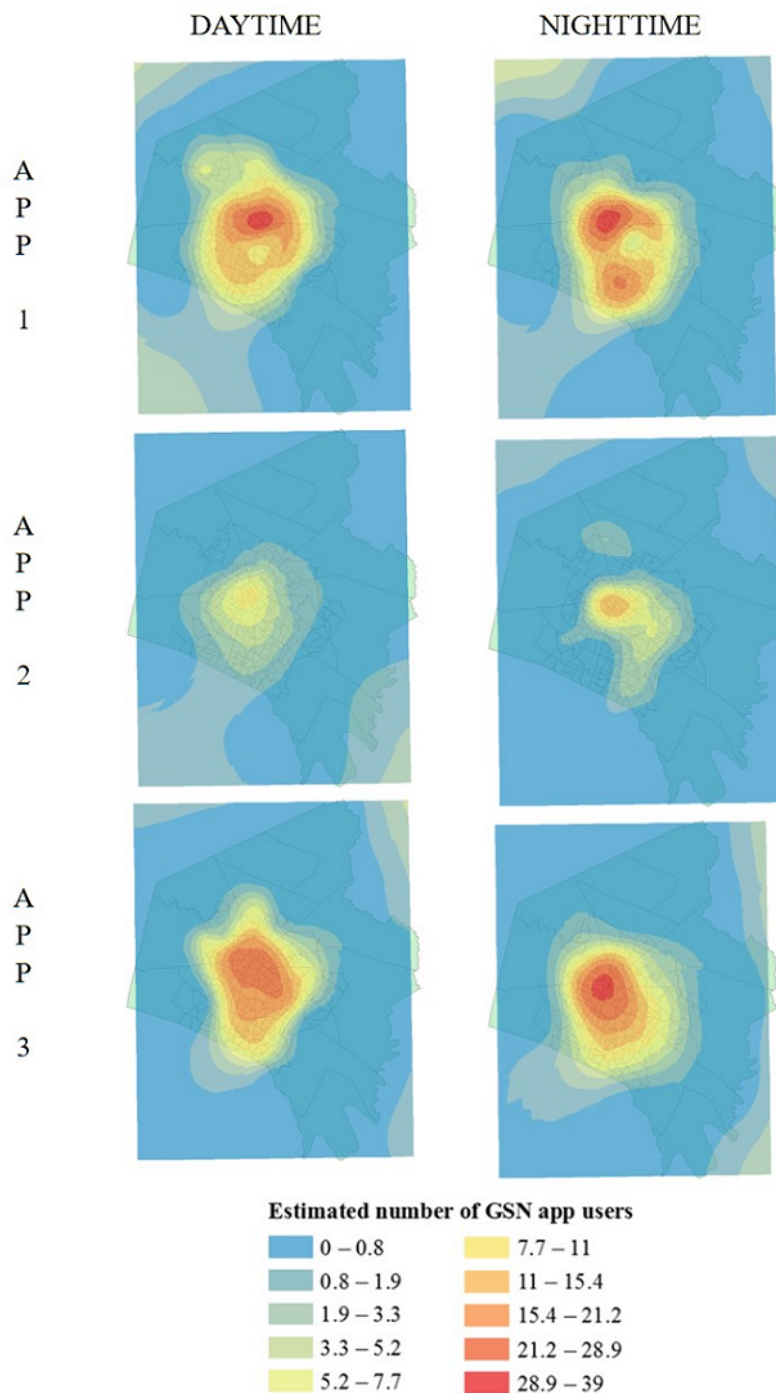 DAYTIME NIGHTTIME
A
P
P
1
A
P
P
2
A
P
P
3
Estimated number of GSN app users
0 – 0.8
0.8 – 1.9
1.9 – 3.3
3.3 – 5.2
5.2 – 7.7
7.7 – 11
11 – 15.4
15.4 – 21.2
21.2 – 28.9
28.9 – 39